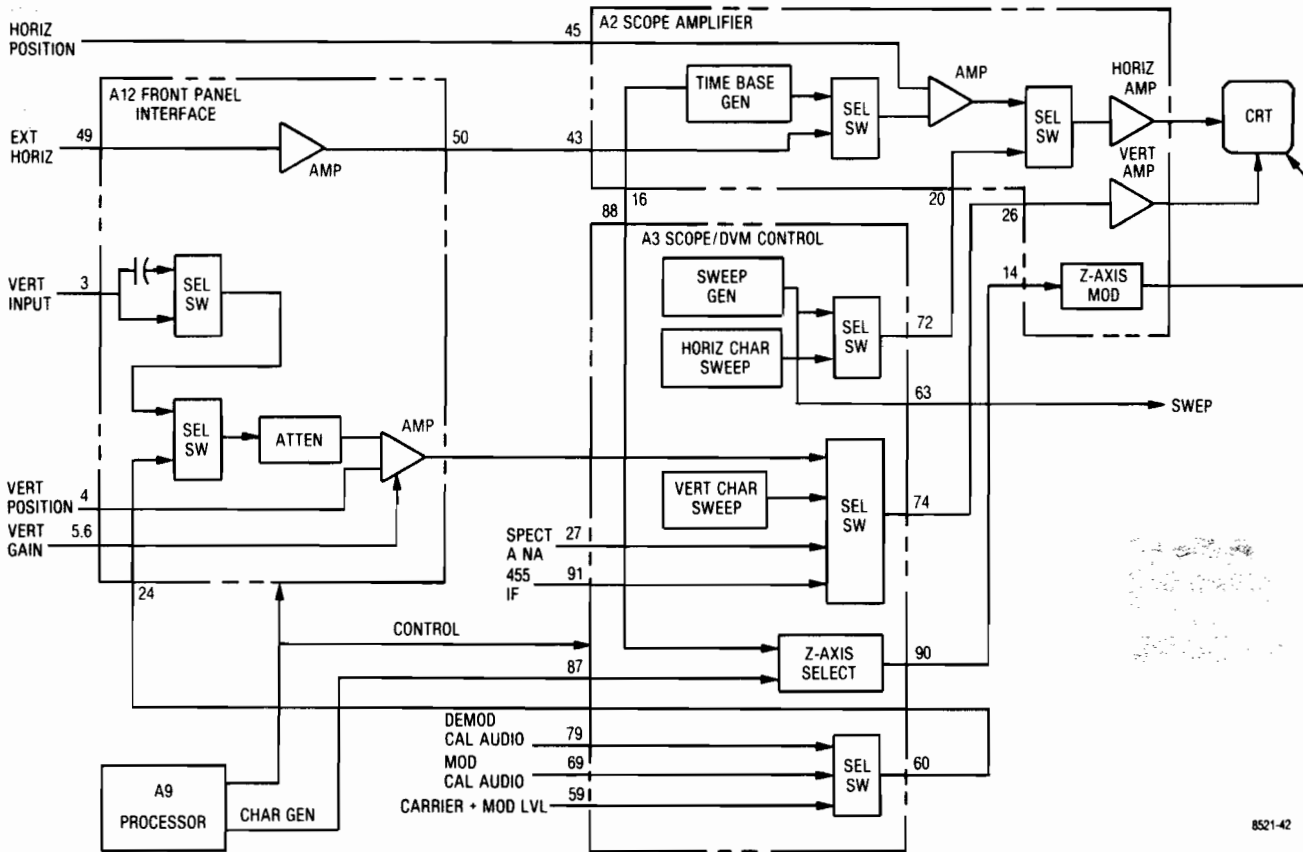 HORIZ
POSITION
45
A2 SCOPE AMPLIFIER
A12 FRONT PANEL
INTERFACE
TIME BASE
GEN
SEL
SW
AMP
SEL
SW
HORIZ
AMP
CRT
EXT
HORIZ
49
AMP
50
43
VERT
AMP
16
20
26
88
A3 SCOPE/DVM CONTROL
VERT
INPUT
3
SEL
SW
SWEEP
GEN
SEL
SW
72
14
Z-AXIS
MOD
HORIZ CHAR
SWEEP
63
SWEP
SEL
SW
ATTEN
AMP
VERT
POSITION
4
VERT
GAIN
5.6
VERT CHAR
SWEEP
SEL
SW
74
SPECT
A NA
27
455
IF
91
24
CONTROL
87
Z-AXIS
SELECT
90
DEMOD
CAL AUDIO
79
MOD
CAL AUDIO
69
CARRIER + MOD LVL
59
SEL
SW
60
A9
PROCESSOR
CHAR GEN
8521-42